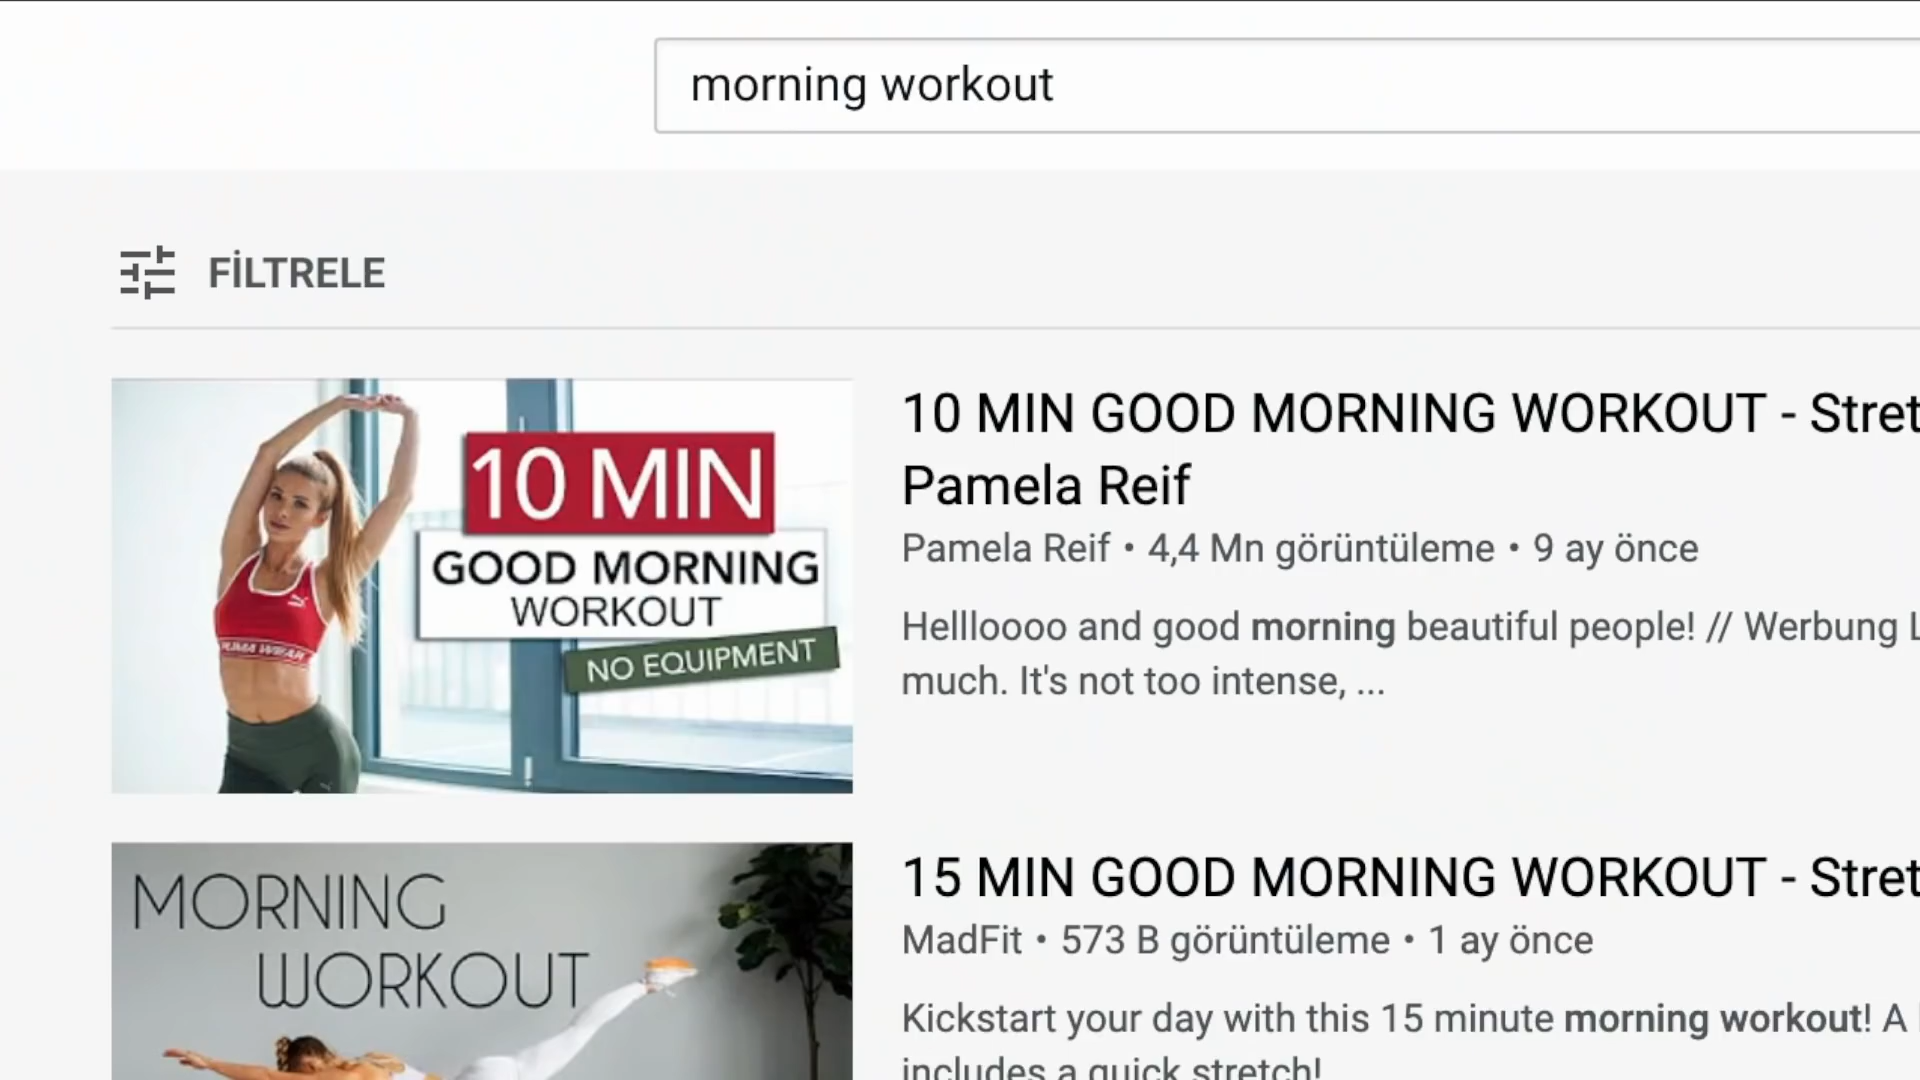 morning workout
FİLTRELE
10 MIN
GOOD MORNING
WORKOUT
NO EQUIPMENT
PUMA WEAR
10 MIN GOOD MORNING WORKOUT - Stret
Pamela Reif
Pamela Reif • 4,4 Mn görüntüleme • 9 ay önce
Hellloooo and good morning beautiful people! // Werbung L
much. It's not too intense, ...
MORNING
WORKOUT
15 MIN GOOD MORNING WORKOUT - Stret
MadFit • 573 B görüntüleme • 1 ay önce
Kickstart your day with this 15 minute morning workout! A
includes a quick stretch!